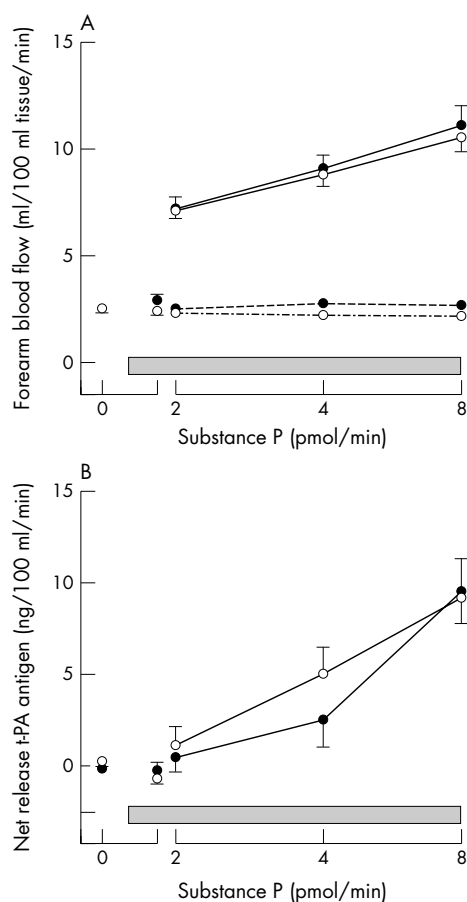 A
Forearm blood flow (ml/100 ml tissue/min)
15
10
5
0
0 2 4 8
Substance P (pmol/min)
B
Net release t-PA antigen (ng/100 ml/min)
15
10
5
0
0 2 4 8
Substance P (pmol/min)